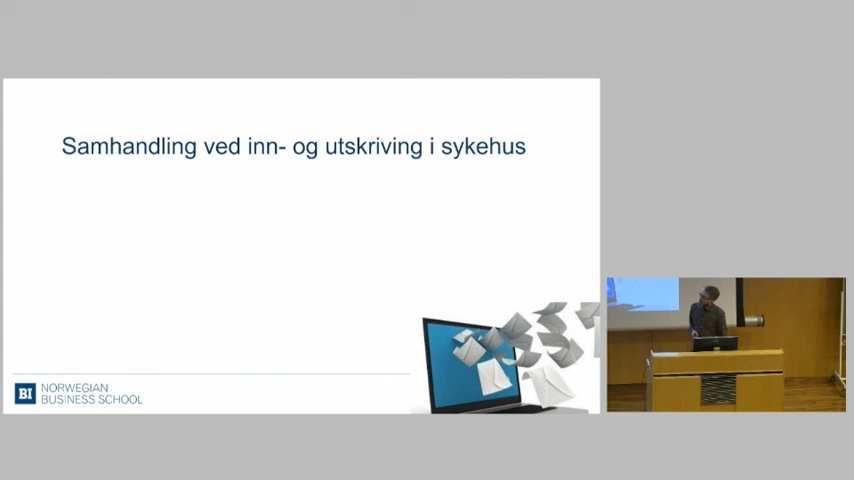 Samhandling ved inn- og utskriving i sykehus
BI
NORWEGIAN
BUSINESS SCHOOL